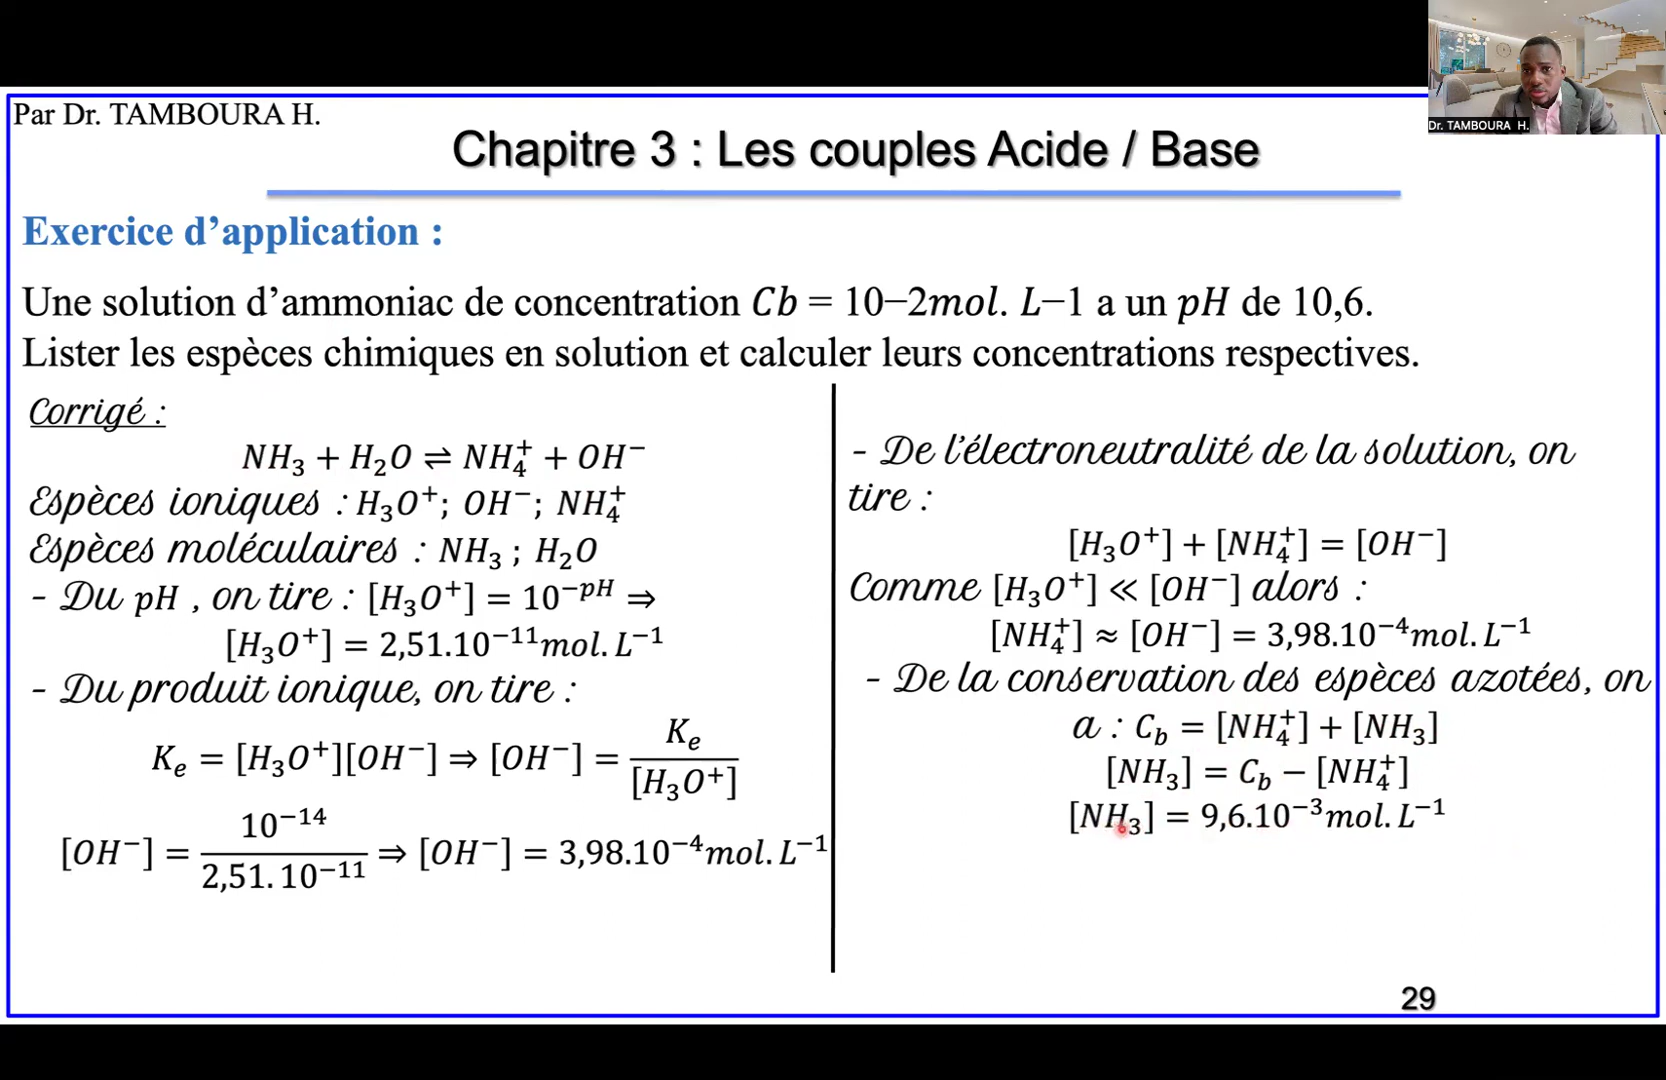 Par Dr. TAMBOURA H.
Dr. TAMBOURA H.
Chapitre 3 : Les couples Acide / Base
Exercice d’application :
Une solution d’ammoniac de concentration Cb = 10−2mol. L−1 a un pH de 10,6.
Lister les espèces chimiques en solution et calculer leurs concentrations respectives.
Corrigé :
NH₃ + H₂O ⇌ NH₄⁺ + OH⁻
Espèces ioniques : H₃O⁺; OH⁻; NH₄⁺
Espèces moléculaires : NH₃ ; H₂O
- Du pH , on tire : [H₃O⁺] = 10⁻ᵖᴴ ⇒
[H₃O⁺] = 2,51.10⁻¹¹mol. L⁻¹
- Du produit ionique, on tire :
Kₑ = [H₃O⁺][OH⁻] ⇒ [OH⁻] = Kₑ / [H₃O⁺]
[OH⁻] = 10⁻¹⁴ / 2,51. 10⁻¹¹ ⇒ [OH⁻] = 3,98.10⁻⁴mol. L⁻¹
- De l’électroneutralité de la solution, on
tire :
[H₃O⁺] + [NH₄⁺] = [OH⁻]
Comme [H₃O⁺] ≪ [OH⁻] alors :
[NH₄⁺] ≈ [OH⁻] = 3,98.10⁻⁴mol. L⁻¹
- De la conservation des espèces azotées, on
a : C_b = [NH₄⁺] + [NH₃]
[NH₃] = C_b − [NH₄⁺]
[NH₃] = 9,6.10⁻³mol. L⁻¹
29